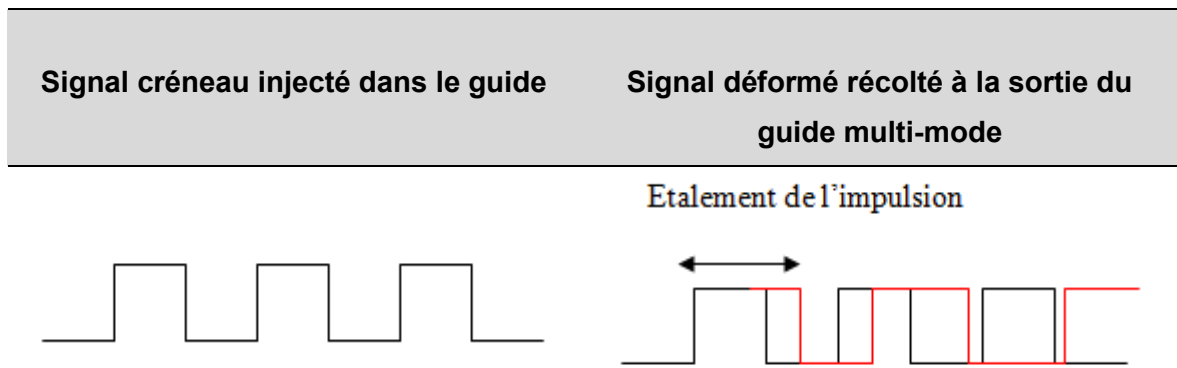 Signal créneau injecté dans le guide
Signal déformé récolté à la sortie du
guide multi-mode
Etalement de l'impulsion